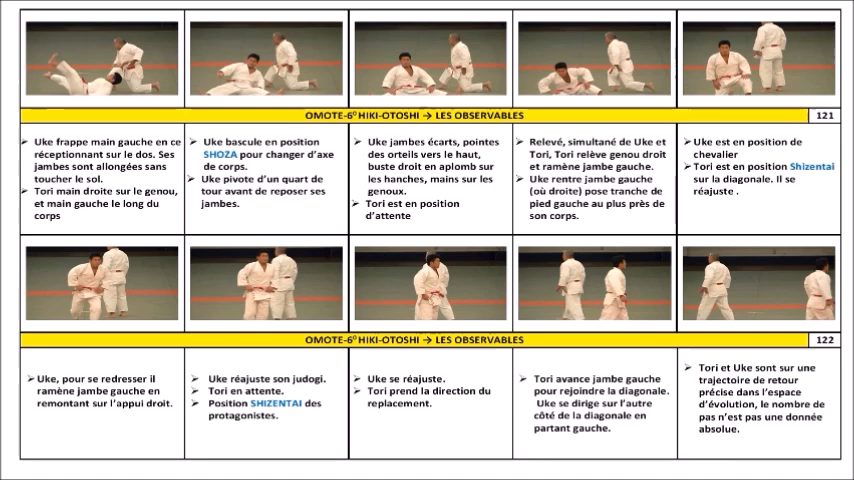 OMOTE-6° HIKI-OTOSHI → LES OBSERVABLES
121
➢ Uke frappe main gauche en ce
réceptionnant sur le dos. Ses
jambes sont allongées sans
toucher le sol.
➢ Tori main droite sur le genou,
et main gauche le long du
corps
➢ Uke bascule en position
SHOZA pour changer d'axe
de corps.
➢ Uke pivote d'un quart de
tour avant de reposer ses
jambes.
➢ Uke jambes écarts, pointes
des orteils vers le haut,
buste droit en aplomb sur
les hanches, mains sur les
genoux.
➢ Tori est en position
d'attente
➢ Relevé, simultané de Uke et
Tori, Tori relève genou droit
et ramène jambe gauche.
➢ Uke rentre jambe gauche
(où droite) pose tranche de
pied gauche au plus près de
son corps.
➢ Uke est en position de
chevalier
➢ Tori est en position Shizentai
sur la diagonale. Il se
réajuste .
OMOTE-6° HIKI-OTOSHI → LES OBSERVABLES
122
➢ Uke, pour se redresser il
ramène jambe gauche en
remontant sur l'appui droit.
➢ Uke réajuste son judogi.
➢ Tori en attente.
➢ Position SHIZENTAI des
protagonistes.
➢ Uke se réajuste.
➢ Tori prend la direction du
replacement.
➢ Tori avance jambe gauche
pour rejoindre la diagonale.
Uke se dirige sur l'autre
côté de la diagonale en
partant gauche.
➢ Tori et Uke sont sur une
trajectoire de retour
précise dans l'espace
d'évolution, le nombre de
pas n'est pas une donnée
absolue.